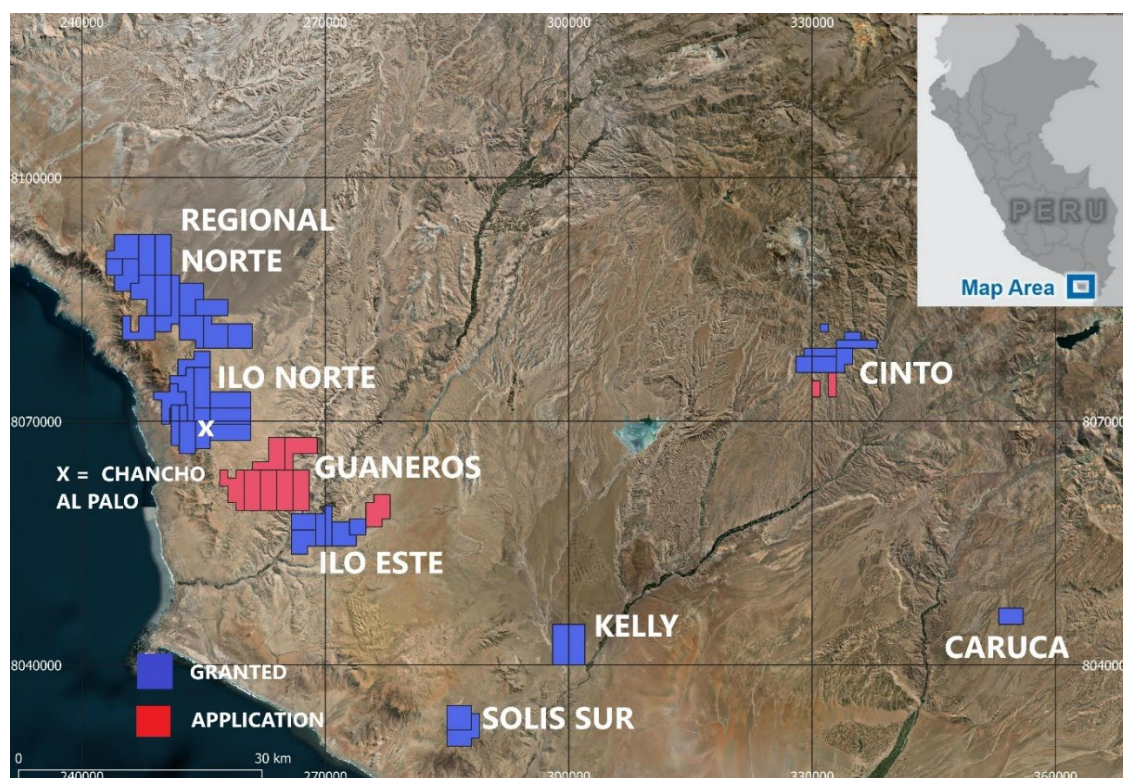 240000
270000
300000
330000
8100000
8100000
PERU
Map Area
REGIONAL
NORTE
ILO NORTE
X
CINTO
8070000
8070000
X = CHANCHO
AL PALO
GUANEROS
ILO ESTE
KELLY
CARUCA
8040000
8040000
GRANTED
APPLICATION
SOLIS SUR
0
30 km
240000
270000
300000
330000
360000